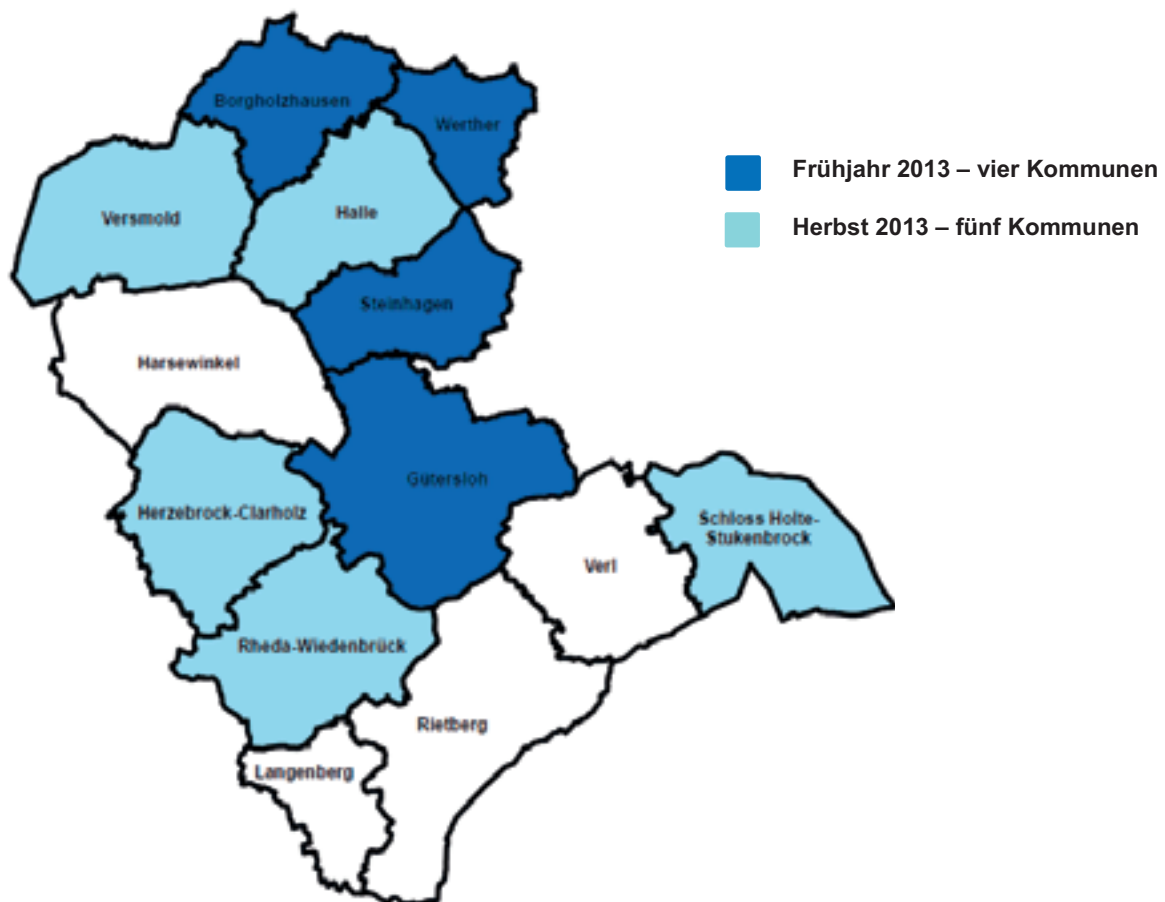 Borgholzhausen
Werther
Versmold
Halle
Steinhagen
Harsewinkel
Gütersloh
Herzebrock-Clarholz
Schloss Holte-
Stukenbrock
Verl
Rheda-Wiedenbrück
Rietberg
Langenberg
Frühjahr 2013 – vier Kommunen
Herbst 2013 – fünf Kommunen